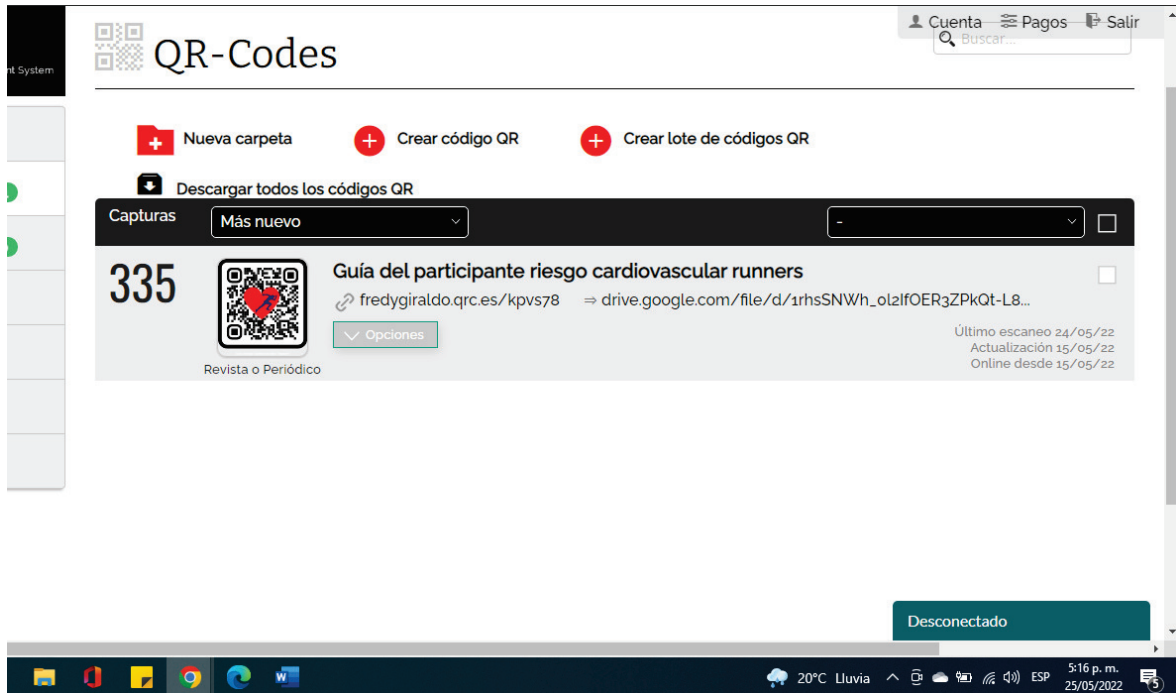 Cuenta Pagos Salir
Buscar...
nt System
QR-Codes
Nueva carpeta
Crear código QR
Crear lote de códigos QR
Descargar todos los códigos QR
Capturas
Más nuevo
-
335
Guía del participante riesgo cardiovascular runners
fredygiraldo.qrc.es/kpvs78 ⇒ drive.google.com/file/d/1rhsSNWh_ol2IfOER3ZPkQt-L8...
Opciones
Último escaneo 24/05/22
Actualización 15/05/22
Online desde 15/05/22
Revista o Periódico
Desconectado
20°C Lluvia
ESP
5:16 p. m.
25/05/2022
5